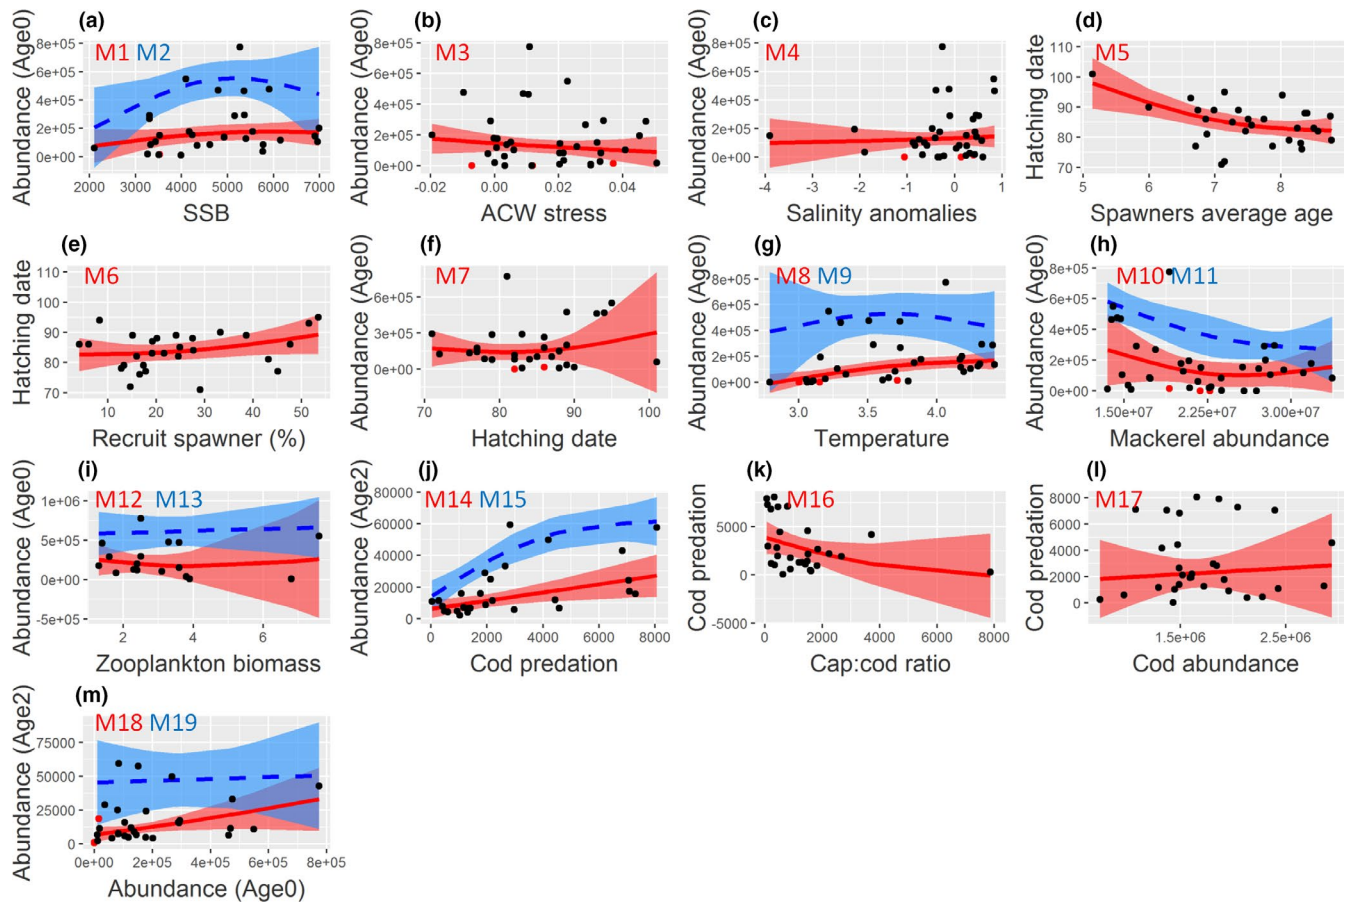 (a)
M1 M2
Abundance (Age0)
8e+05
6e+05
4e+05
2e+05
0e+00
2000 3000 4000 5000 6000 7000
SSB
(b)
M3
Abundance (Age0)
8e+05
6e+05
4e+05
2e+05
0e+00
-0.02 0.00 0.02 0.04
ACW stress
(c)
M4
Abundance (Age0)
8e+05
6e+05
4e+05
2e+05
0e+00
-4 -3 -2 -1 0 1
Salinity anomalies
(d)
M5
Hatching date
110
100
90
80
70
5 6 7 8
Spawners average age
(e)
M6
Hatching date
110
100
90
80
70
10 20 30 40 50
Recruit spawner (%)
(f)
M7
Abundance (Age0)
6e+05
3e+05
0e+00
70 80 90 100
Hatching date
(g)
M8 M9
Abundance (Age0)
8e+05
6e+05
4e+05
2e+05
0e+00
3.0 3.5 4.0
Temperature
(h)
M10 M11
Abundance (Age0)
8e+05
6e+05
4e+05
2e+05
0e+00
1.50e+07 2.25e+07 3.00e+07
Mackerel abundance
(i)
M12 M13
Abundance (Age0)
1e+06
5e+05
0e+00
-5e+05
2 4 6
Zooplankton biomass
(j)
M14 M15
Abundance (Age2)
80000
60000
40000
20000
0
0 2000 4000 6000 8000
Cod predation
(k)
M16
Cod predation
5000
0
-5000
0 2000 4000 6000 8000
Cap:cod ratio
(l)
M17
Cod predation
8000
6000
4000
2000
0
1.5e+06 2.5e+06
Cod abundance
(m)
M18 M19
Abundance (Age2)
75000
50000
25000
0
0e+00 2e+05 4e+05 6e+05 8e+05
Abundance (Age0)